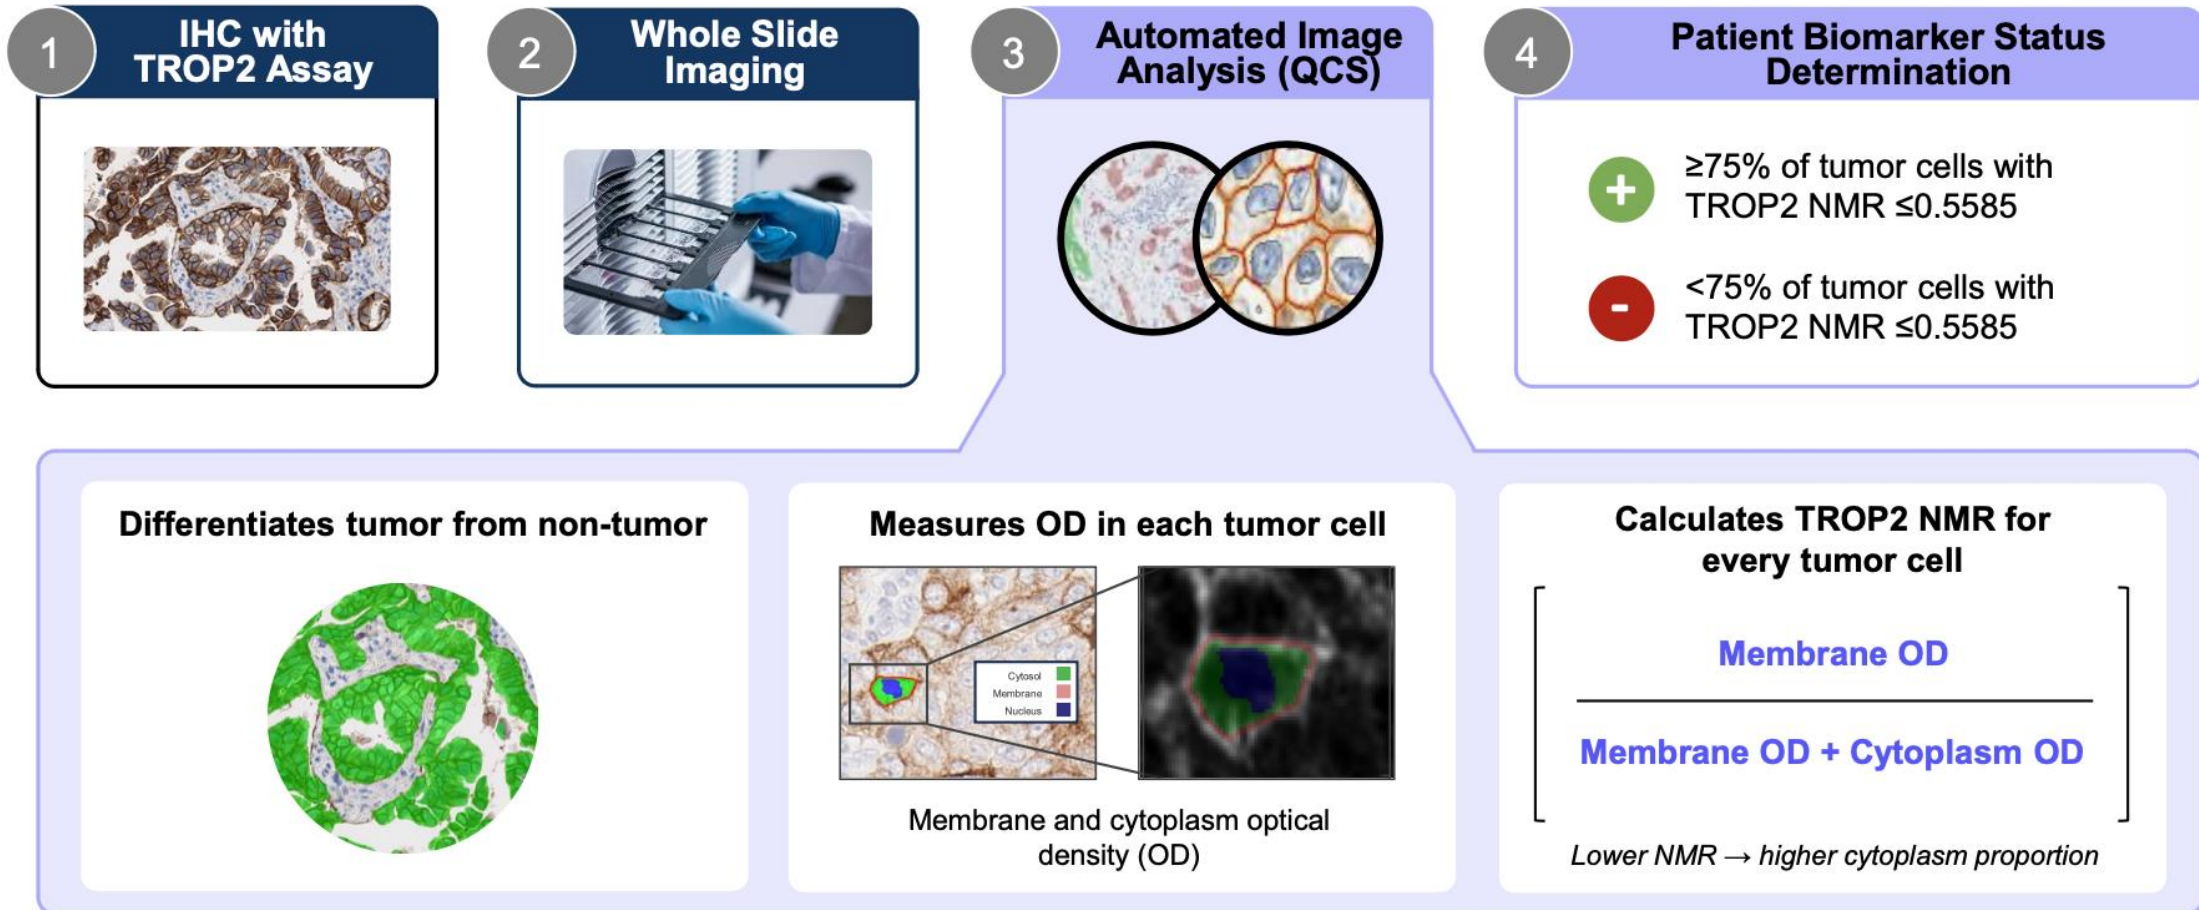 1
IHC with
TROP2 Assay
2
Whole Slide
Imaging
3
Automated Image
Analysis (QCS)
4
Patient Biomarker Status
Determination
+
≥75% of tumor cells with
TROP2 NMR ≤0.5585
-
<75% of tumor cells with
TROP2 NMR ≤0.5585
Differentiates tumor from non-tumor
Measures OD in each tumor cell
Cytosol
Membrane
Nucleus
Membrane and cytoplasm optical
density (OD)
Calculates TROP2 NMR for
every tumor cell
Membrane OD
Membrane OD + Cytoplasm OD
Lower NMR → higher cytoplasm proportion